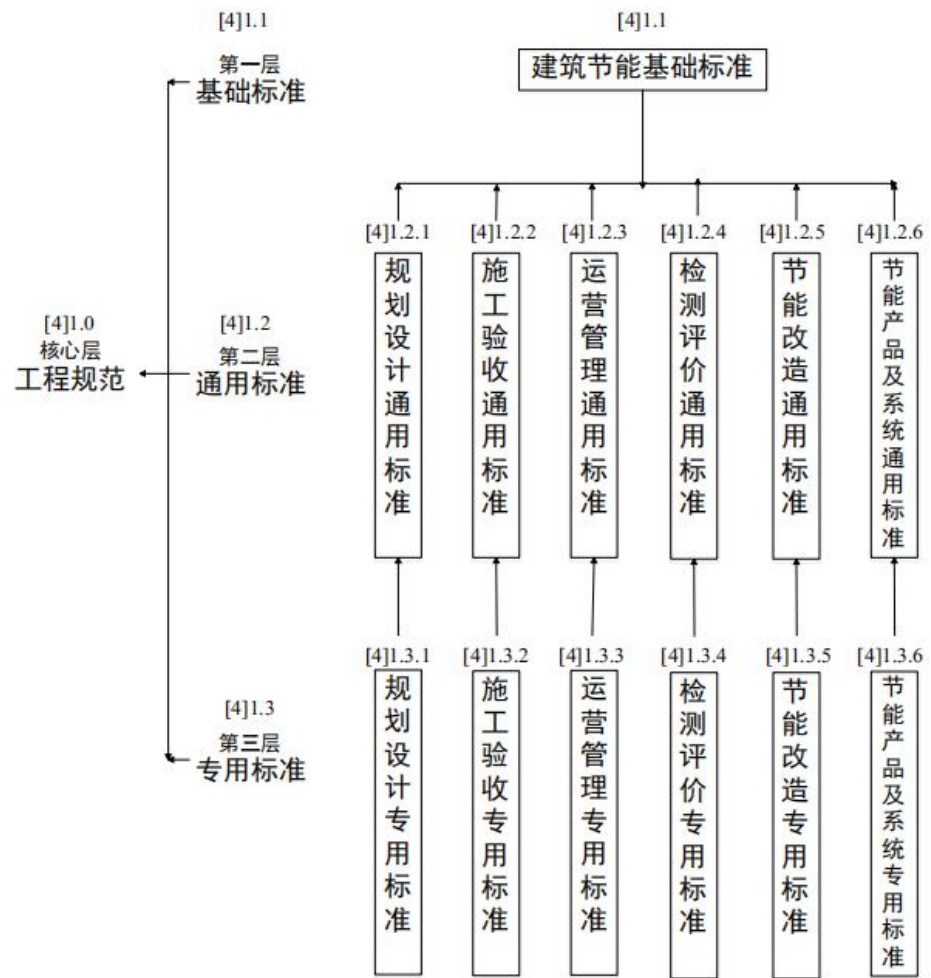 [4]1.1
[4]1.1
第一层
基础标准
建筑节能基础标准
[4]1.2.1
[4]1.2.2
[4]1.2.3
[4]1.2.4
[4]1.2.5
[4]1.2.6
规划设计通用标准
施工验收通用标准
运营管理通用标准
检测评价通用标准
节能改造通用标准
节能产品及系统通用标准
[4]1.0
核心层
工程规范
[4]1.2
第二层
通用标准
[4]1.3.1
[4]1.3.2
[4]1.3.3
[4]1.3.4
[4]1.3.5
[4]1.3.6
规划设计专用标准
施工验收专用标准
运营管理专用标准
检测评价专用标准
节能改造专用标准
节能产品及系统专用标准
[4]1.3
第三层
专用标准